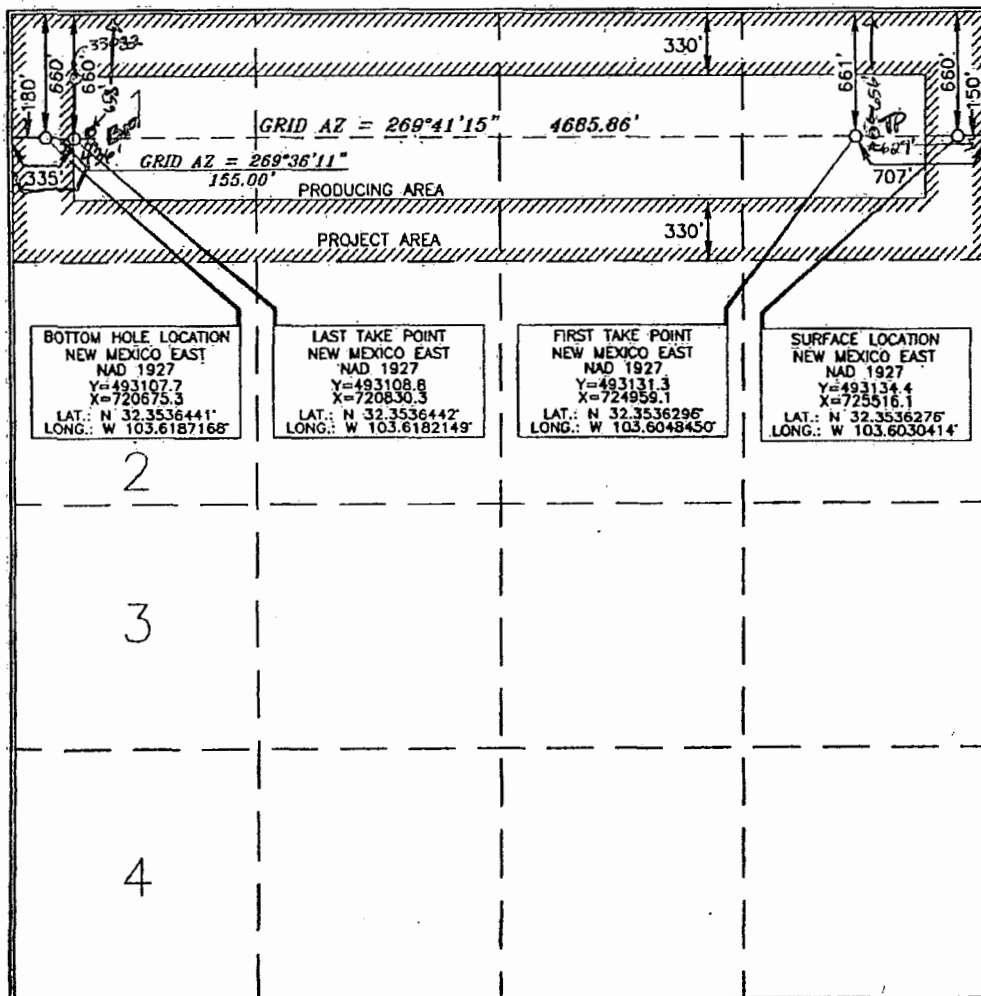 180'
660'
660'
698'
330'
661'
656'
TP
627'
660'
150'
GRID AZ = 269°41'15" 4685.86'
GRID AZ = 269°36'11"
155.00'
335'
707'
PRODUCING AREA
330'
PROJECT AREA
BOTTOM HOLE LOCATION
NEW MEXICO EAST
NAD 1927
Y=493107.7
X=720675.3
LAT.: N 32.3536441°
LONG.: W 103.6187168°
LAST TAKE POINT
NEW MEXICO EAST
NAD 1927
Y=493108.8
X=720830.3
LAT.: N 32.3536442°
LONG.: W 103.6182149°
FIRST TAKE POINT
NEW MEXICO EAST
NAD 1927
Y=493131.3
X=724959.1
LAT.: N 32.3536296°
LONG.: W 103.6048450°
SURFACE LOCATION
NEW MEXICO EAST
NAD 1927
Y=493134.4
X=725516.1
LAT.: N 32.3536276°
LONG.: W 103.6030414°
2
3
4